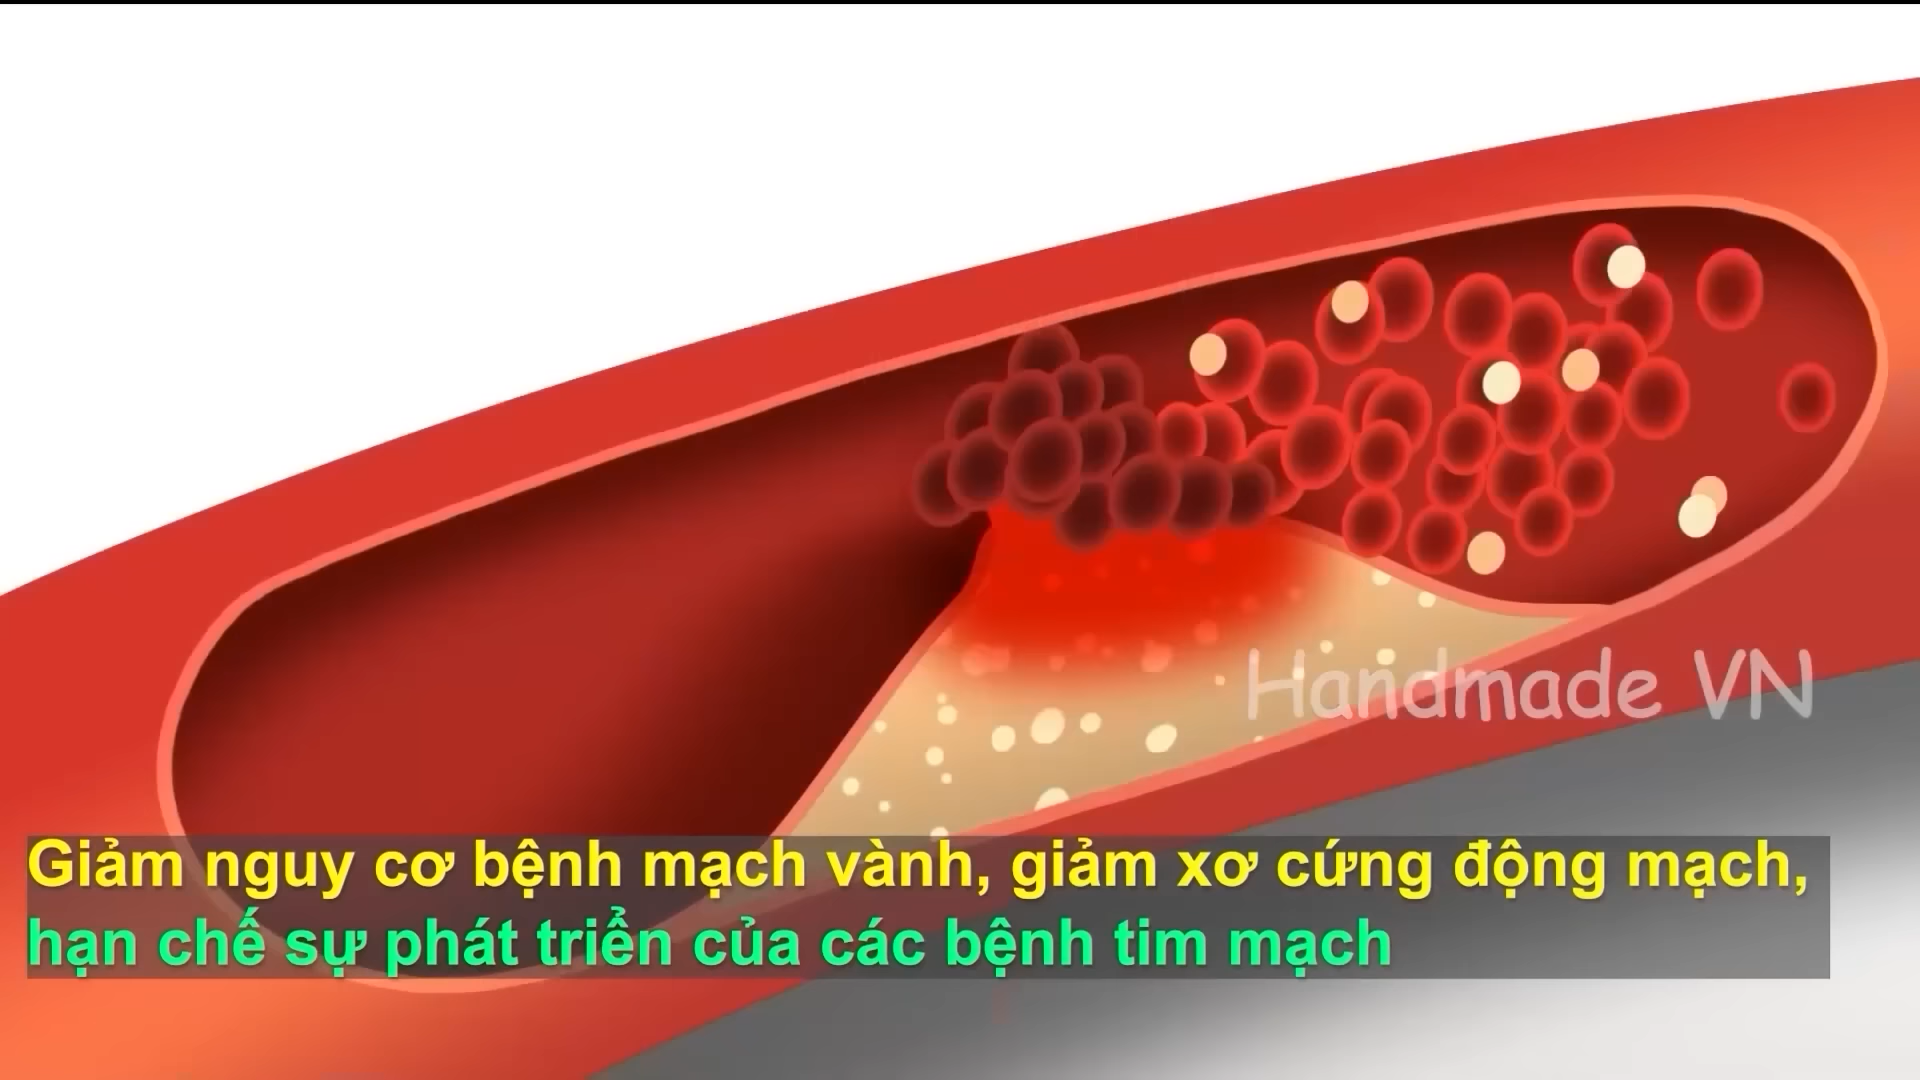 Handmade VN
Giảm nguy cơ bệnh mạch vành, giảm xơ cứng động mạch,
hạn chế sự phát triển của các bệnh tim mạch